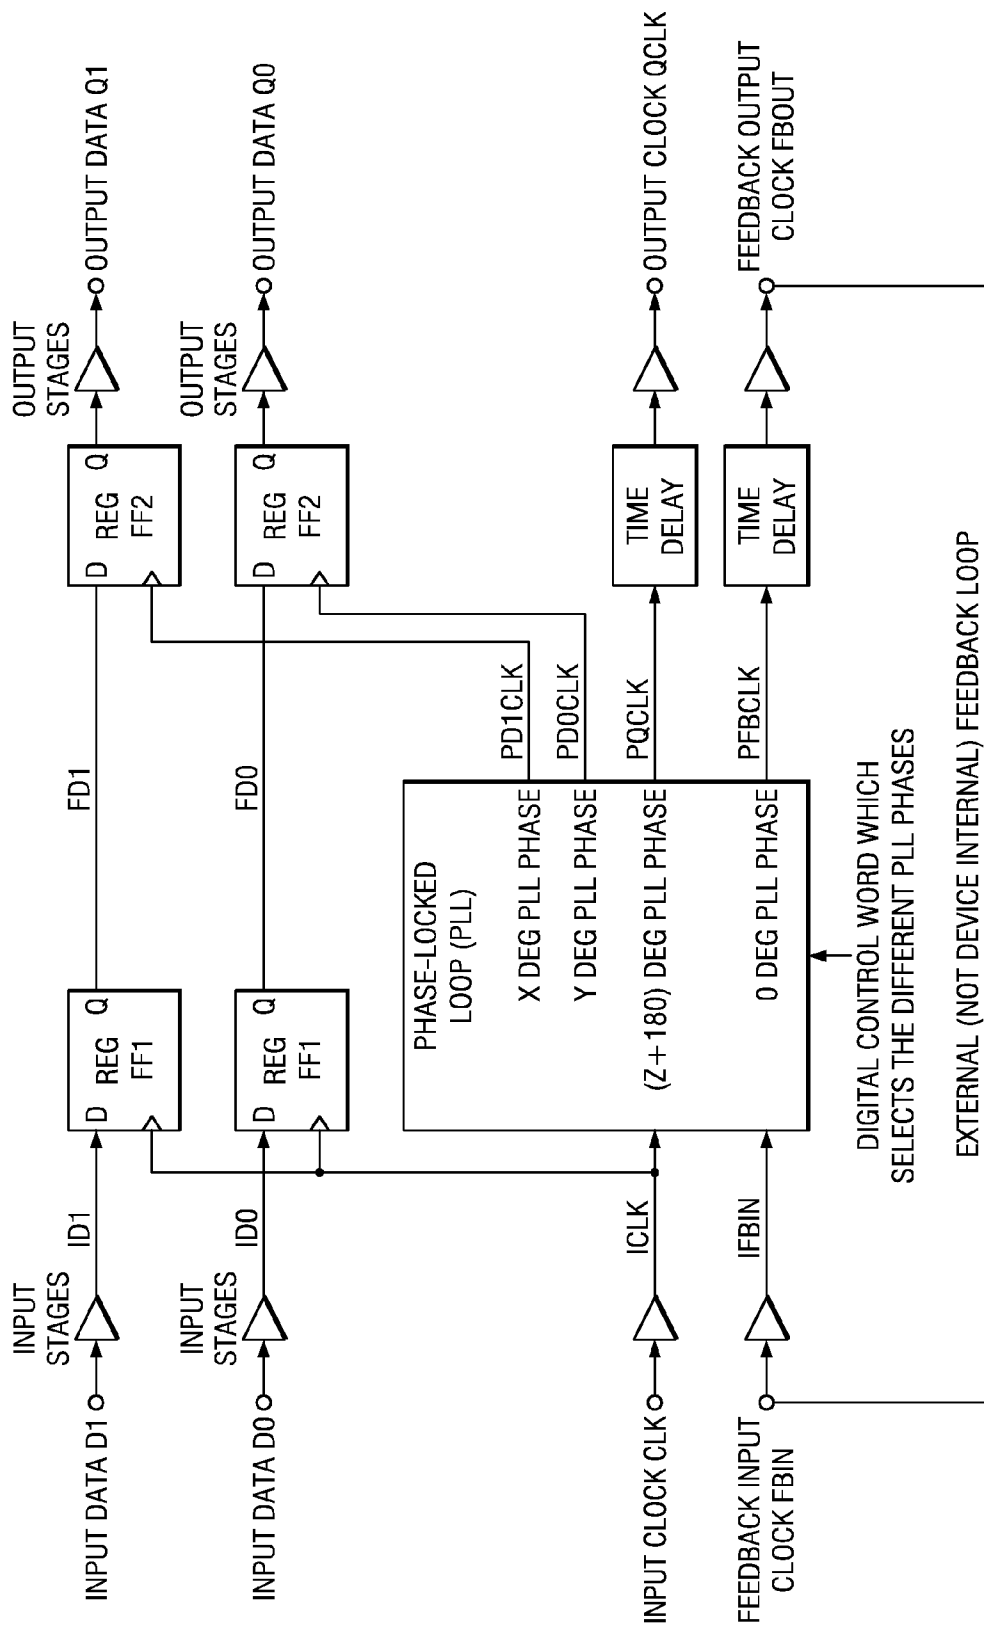 INPUT DATA D1
INPUT
STAGES
ID1
D
Q
REG
FF1
FD1
D
Q
REG
FF2
OUTPUT
STAGES
OUTPUT DATA Q1
INPUT DATA D0
INPUT
STAGES
ID0
D
Q
REG
FF1
FD0
D
Q
REG
FF2
OUTPUT
STAGES
OUTPUT DATA Q0
PHASE-LOCKED
LOOP (PLL)
X DEG PLL PHASE
PD1CLK
Y DEG PLL PHASE
PD0CLK
INPUT CLOCK CLK
ICLK
(Z+180) DEG PLL PHASE
PQCLK
TIME
DELAY
OUTPUT CLOCK QCLK
FEEDBACK INPUT
CLOCK FBIN
IFBIN
0 DEG PLL PHASE
PFBCLK
TIME
DELAY
FEEDBACK OUTPUT
CLOCK FBOUT
DIGITAL CONTROL WORD WHICH
SELECTS THE DIFFERENT PLL PHASES
EXTERNAL (NOT DEVICE INTERNAL) FEEDBACK LOOP